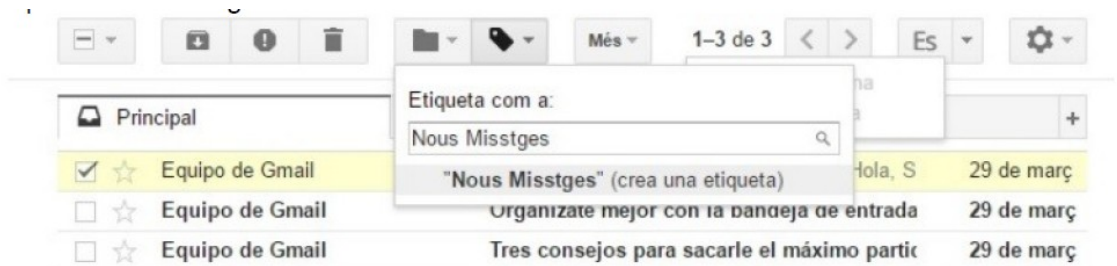 Més 1–3 de 3 Es
Etiqueta com a:
Principal
Nous Misstges
Equipo de Gmail "Nous Misstges" (crea una etiqueta) Hola, S 29 de març
Equipo de Gmail Organízate mejor con la bandeja de entrada 29 de març
Equipo de Gmail Tres consejos para sacarle el máximo partic 29 de març